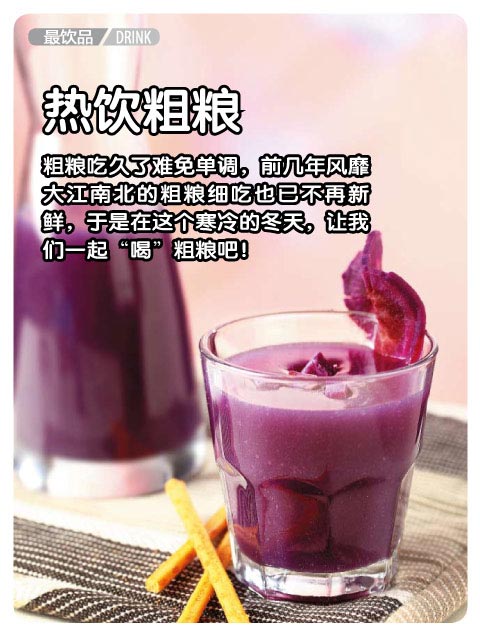 最饮品 DRINK
热饮粗粮
粗粮吃久了难免单调，前几年风靡
大江南北的粗粮细吃也已不再新
鲜，于是在这个寒冷的冬天，让我
们一起“喝”粗粮吧！